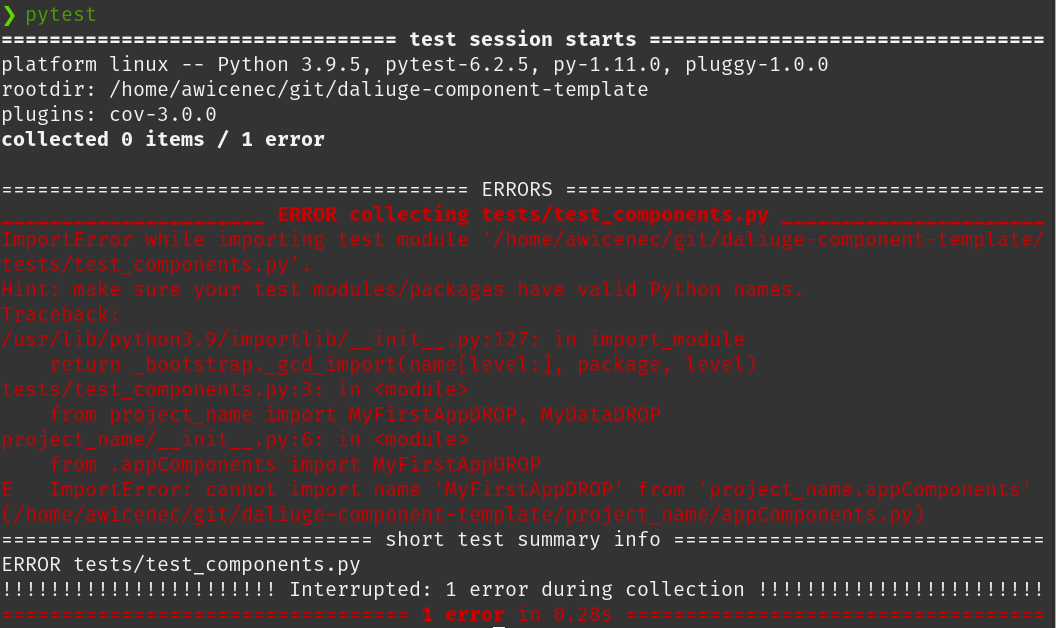 ❯ pytest
================================= test session starts =================================
platform linux -- Python 3.9.5, pytest-6.2.5, py-1.11.0, pluggy-1.0.0
rootdir: /home/awicenec/git/daliuge-component-template
plugins: cov-3.0.0
collected 0 items / 1 error

======================================= ERRORS ========================================
______________________ ERROR collecting tests/test_components.py ______________________
ImportError while importing test module '/home/awicenec/git/daliuge-component-template/
tests/test_components.py'.
Hint: make sure your test modules/packages have valid Python names.
Traceback:
/usr/lib/python3.9/importlib/__init__.py:127: in import_module
    return _bootstrap._gcd_import(name[level:], package, level)
tests/test_components.py:3: in <module>
    from project_name import MyFirstAppDROP, MyDataDROP
project_name/__init__.py:6: in <module>
    from .appComponents import MyFirstAppDROP
E   ImportError: cannot import name 'MyFirstAppDROP' from 'project_name.appComponents'
(/home/awicenec/git/daliuge-component-template/project_name/appComponents.py)
=============================== short test summary info ===============================
ERROR tests/test_components.py
!!!!!!!!!!!!!!!!!!!!!!! Interrupted: 1 error during collection !!!!!!!!!!!!!!!!!!!!!!!!
================================== 1 error in 0.28s ===================================